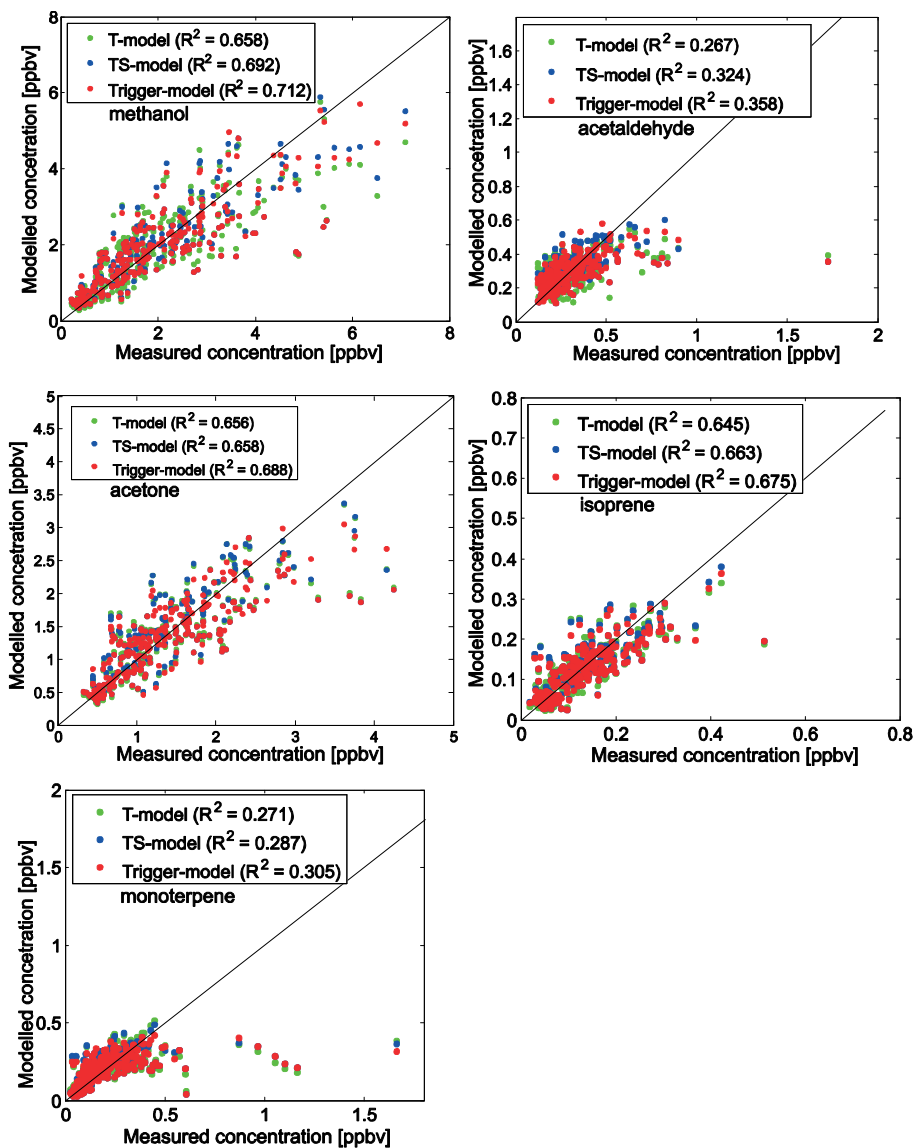 T-model (R² = 0.658)
TS-model (R² = 0.692)
Trigger-model (R² = 0.712)
methanol
Modelled concetration [ppbv]
8
6
4
2
0
0 2 4 6 8
Measured concentration [ppbv]
T-model (R² = 0.267)
TS-model (R² = 0.324)
Trigger-model (R² = 0.358)
acetaldehyde
Modelled concetration [ppbv]
1.6
1.4
1.2
1
0.8
0.6
0.4
0.2
0
0 0.5 1 1.5 2
Measured concentration [ppbv]
T-model (R² = 0.656)
TS-model (R² = 0.658)
Trigger-model (R² = 0.688)
acetone
Modelled concetration [ppbv]
5
4.5
4
3.5
3
2.5
2
1.5
1
0.5
0
0 1 2 3 4 5
Measured concentration [ppbv]
T-model (R² = 0.645)
TS-model (R² = 0.663)
Trigger-model (R² = 0.675)
isoprene
Modelled concetration [ppbv]
0.8
0.7
0.6
0.5
0.4
0.3
0.2
0.1
0
0 0.2 0.4 0.6 0.8
Measured concentration [ppbv]
T-model (R² = 0.271)
TS-model (R² = 0.287)
Trigger-model (R² = 0.305)
monoterpene
Modelled concetration [ppbv]
2
1.5
1
0.5
0
0 0.5 1 1.5
Measured concentration [ppbv]